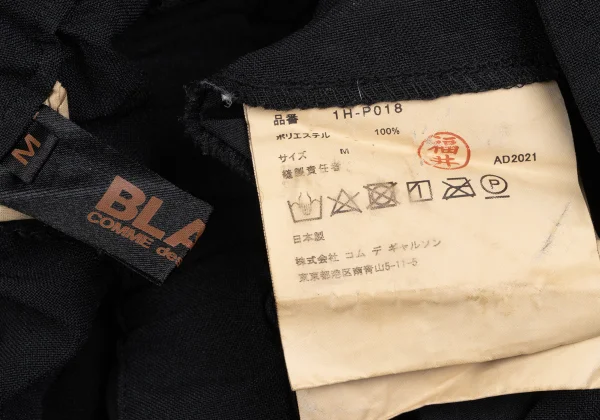 M
BLA
COMME des
品番 1H-P018
ポリエステル 100%
サイズ M
縫製責任者
福井
AD2021
P
日本製
株式会社 コム デ ギャルソン
東京都港区南青山5-11-5